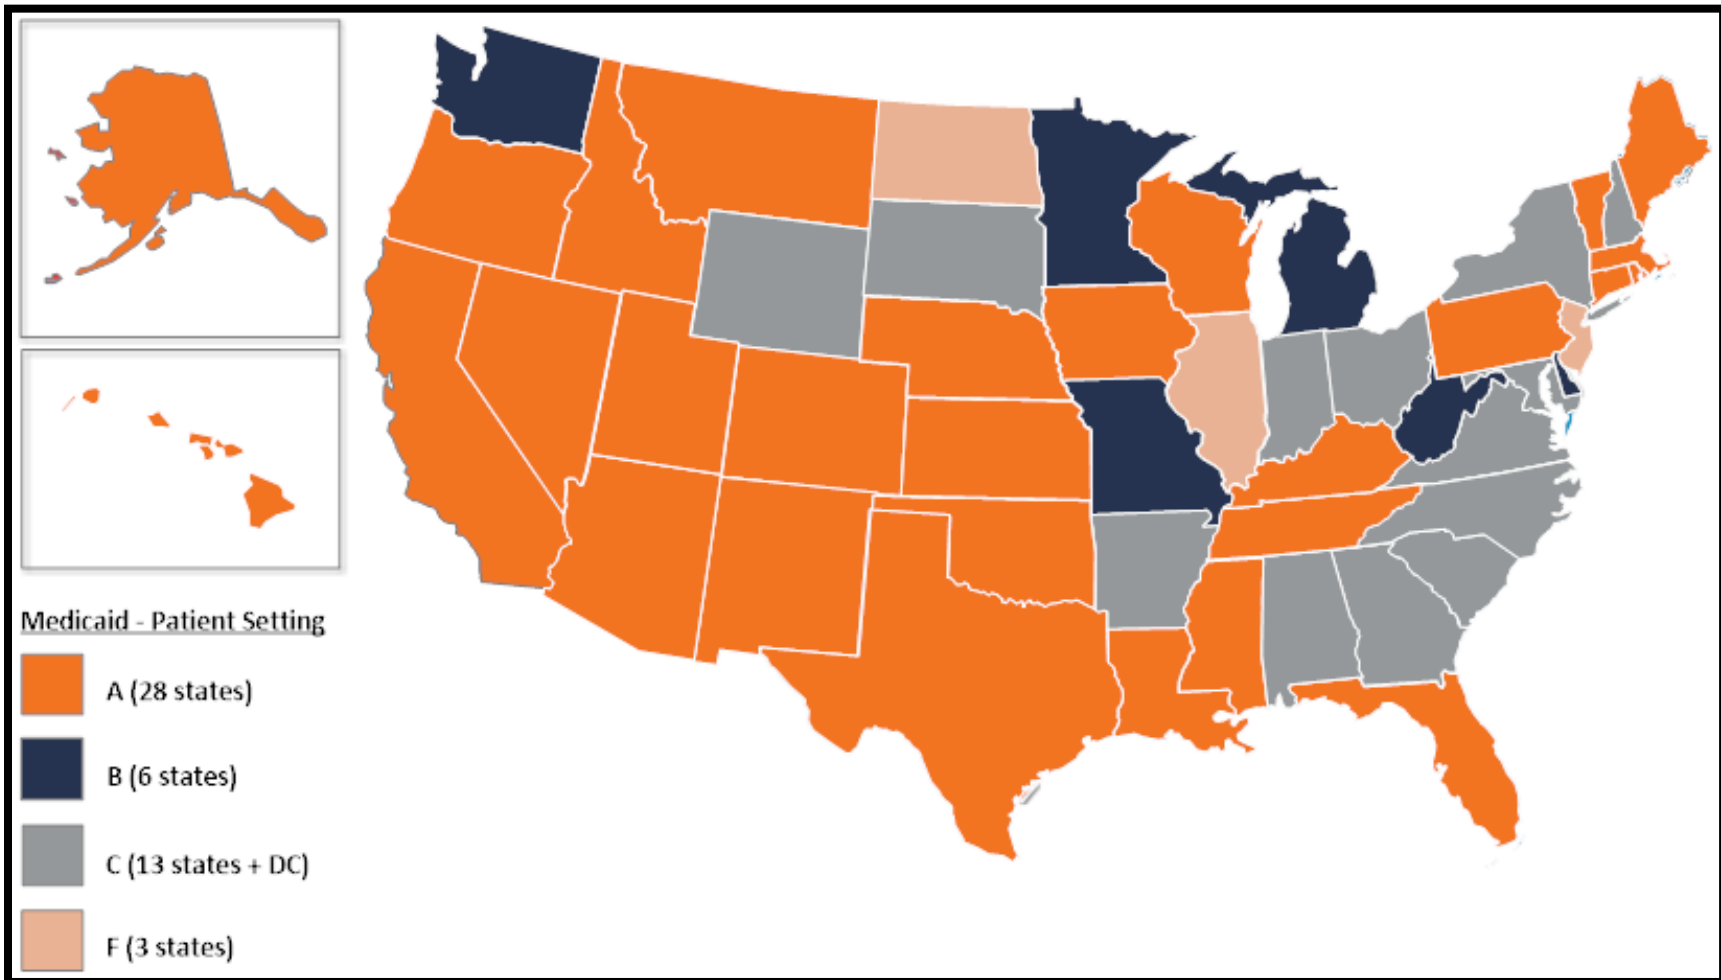 Medicaid - Patient Setting
A (28 states)
B (6 states)
C (13 states + DC)
F (3 states)